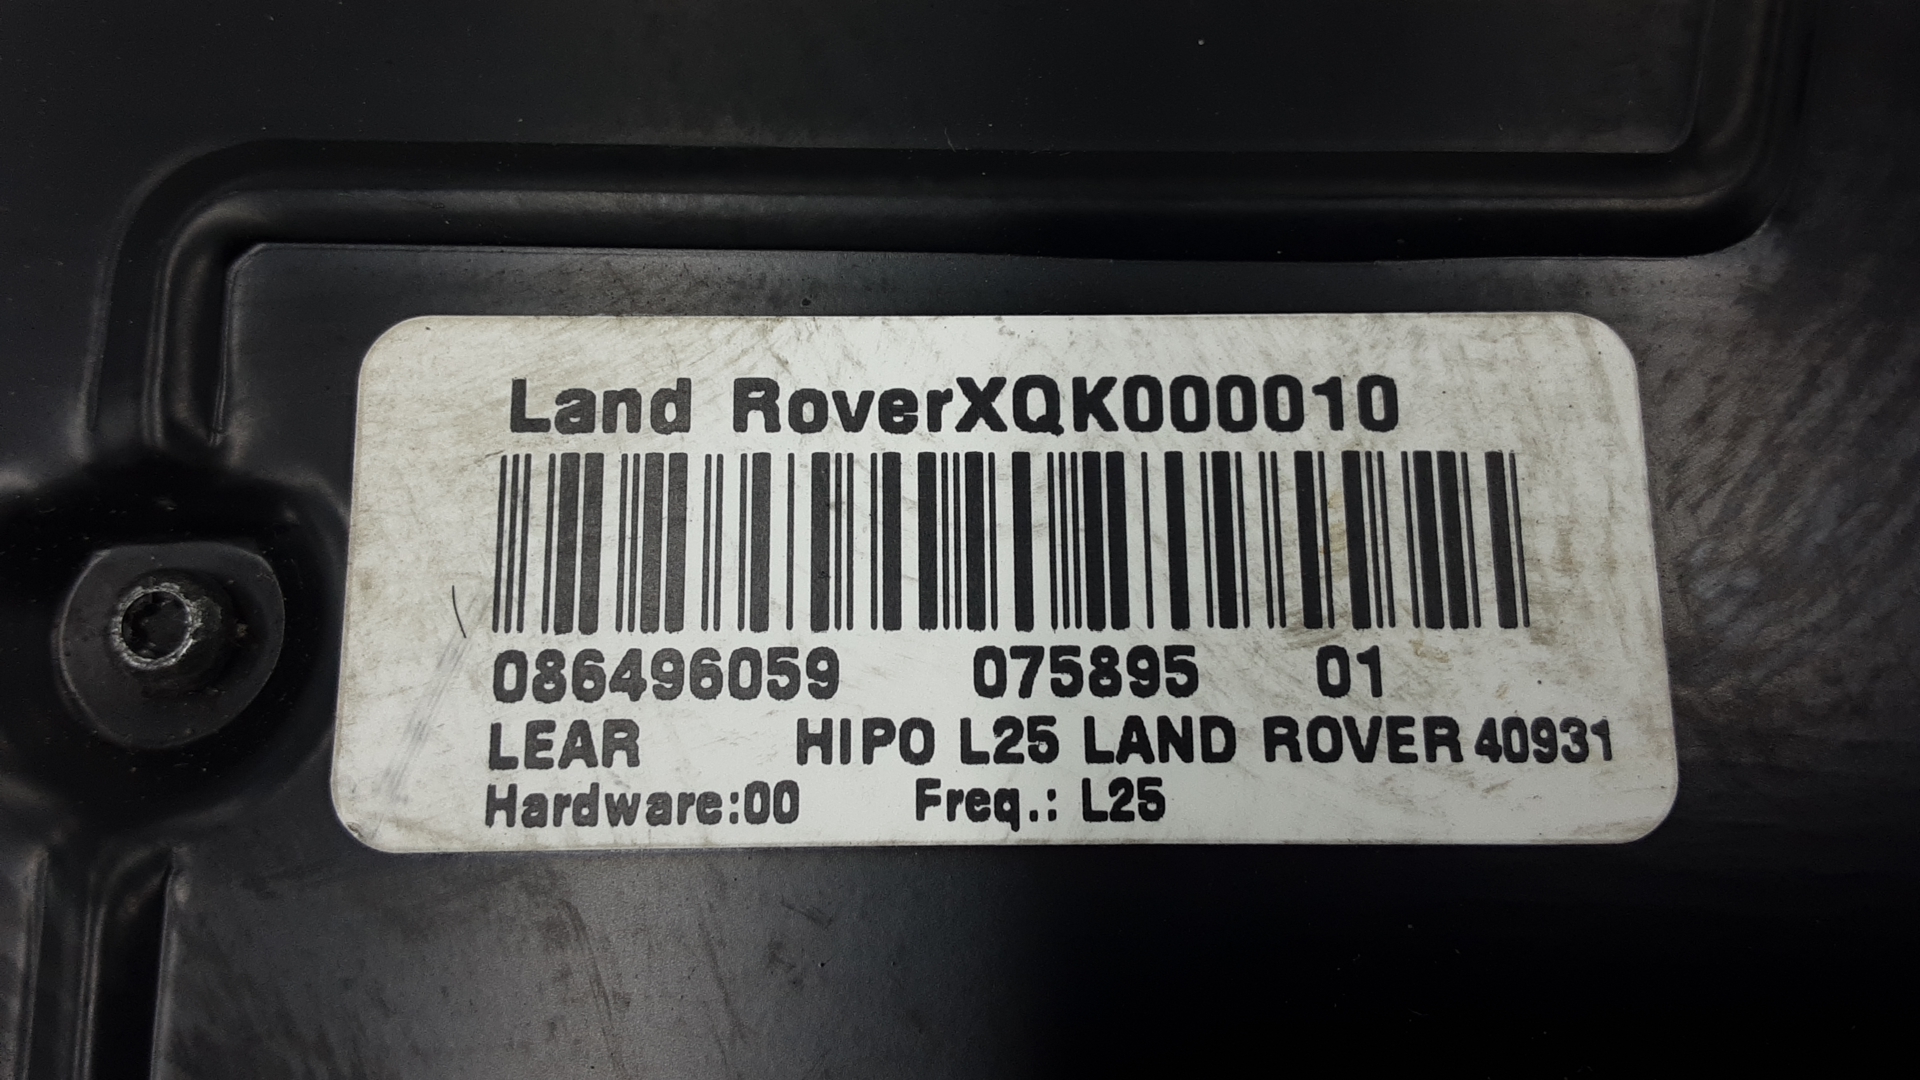 Land RoverXQK000010
086496059 075895 01
LEAR HIPO L25 LAND ROVER 40931
Hardware:00 Freq.: L25